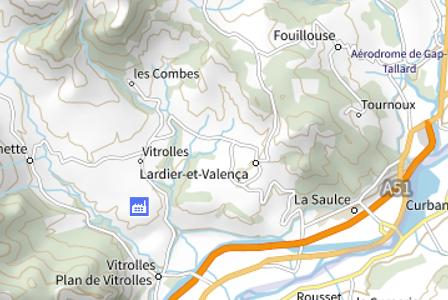 Fouillouse
Aérodrome de Gap-
Tallard
les Combes
Tournoux
nette
Vitrolles
Lardier-et-Valença
A51
La Saulce
Curban
Vitrolles
Plan de Vitrolles
Rousset